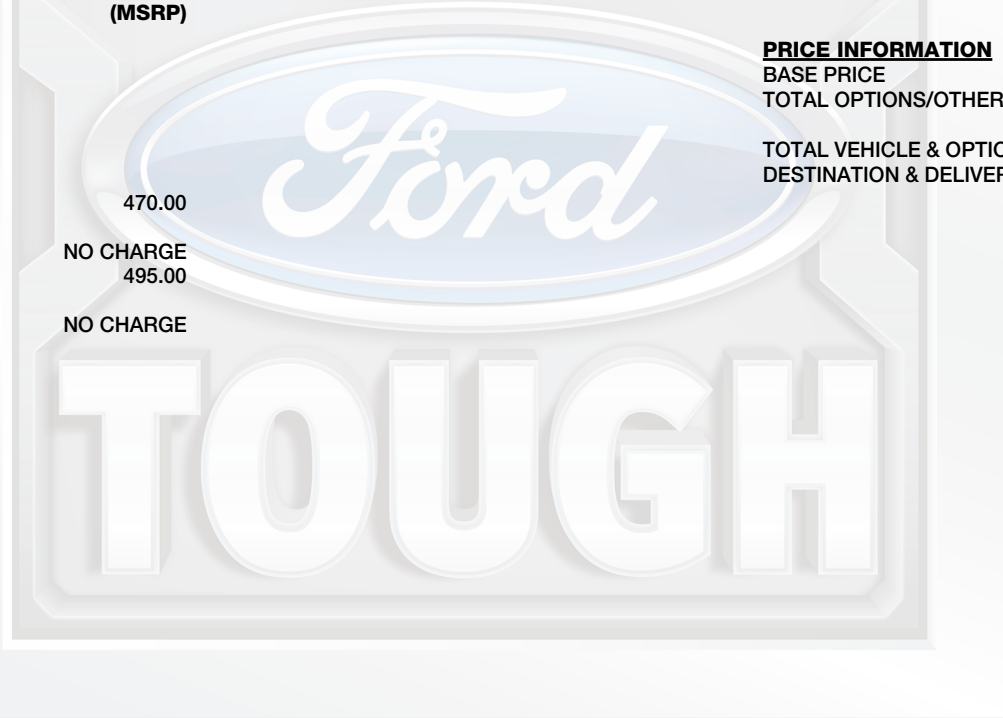 (MSRP)
470.00
NO CHARGE
495.00
NO CHARGE
PRICE INFORMATION
BASE PRICE
TOTAL OPTIONS/OTHER
TOTAL VEHICLE & OPTIO
DESTINATION & DELIVER
Ford
TOUGH